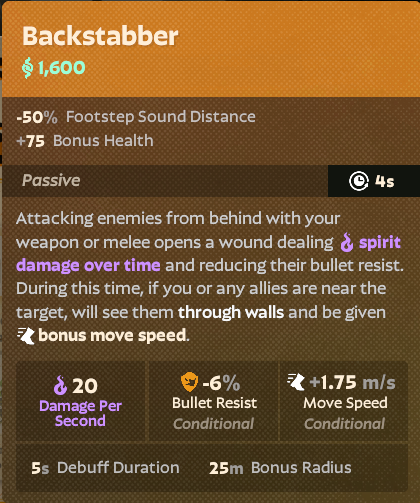 Backstabber
1,600
-50% Footstep Sound Distance
+75 Bonus Health
Passive
4s
Attacking enemies from behind with your
weapon or melee opens a wound dealing spirit
damage over time and reducing their bullet resist.
During this time, if you or any allies are near the
target, will see them through walls and be given
bonus move speed.
20
Damage Per
Second
-6%
Bullet Resist
Conditional
+1.75 m/s
Move Speed
Conditional
5s Debuff Duration
25m Bonus Radius